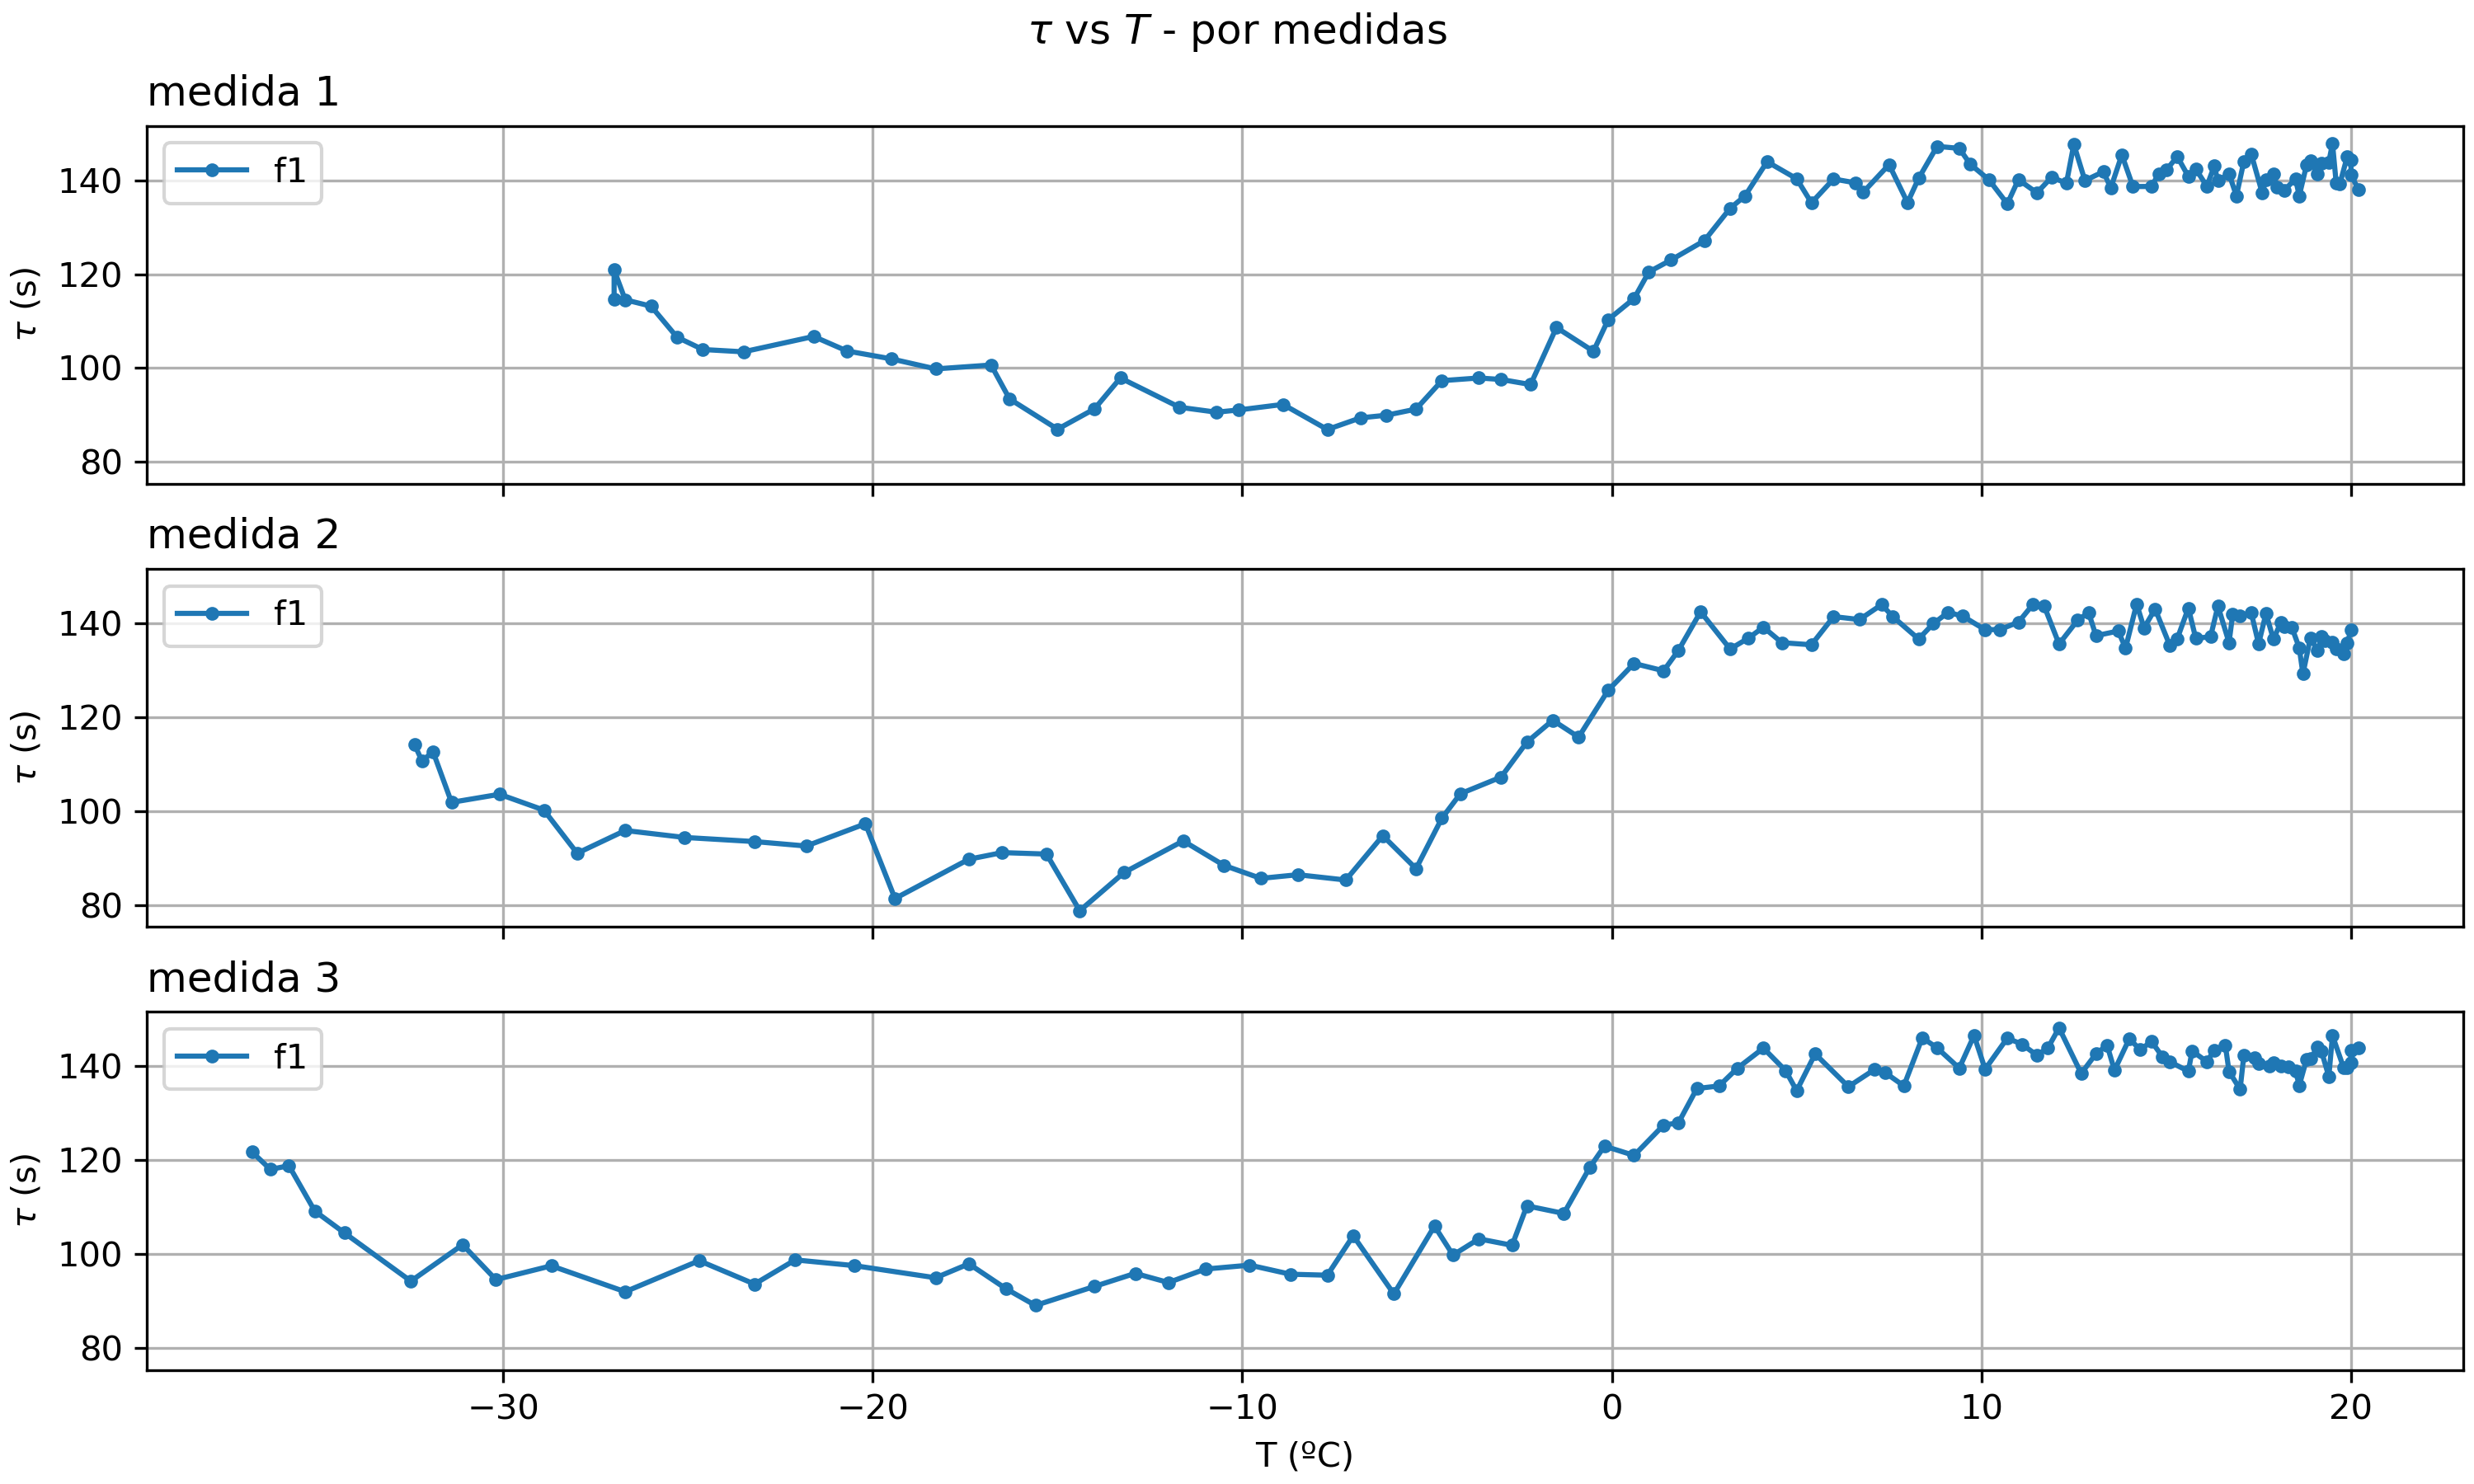 τ vs T - por medidas
medida 1
f1
τ (s)
140
120
100
80
medida 2
f1
τ (s)
140
120
100
80
medida 3
f1
τ (s)
140
120
100
80
−30 −20 −10 0 10 20
T (ºC)